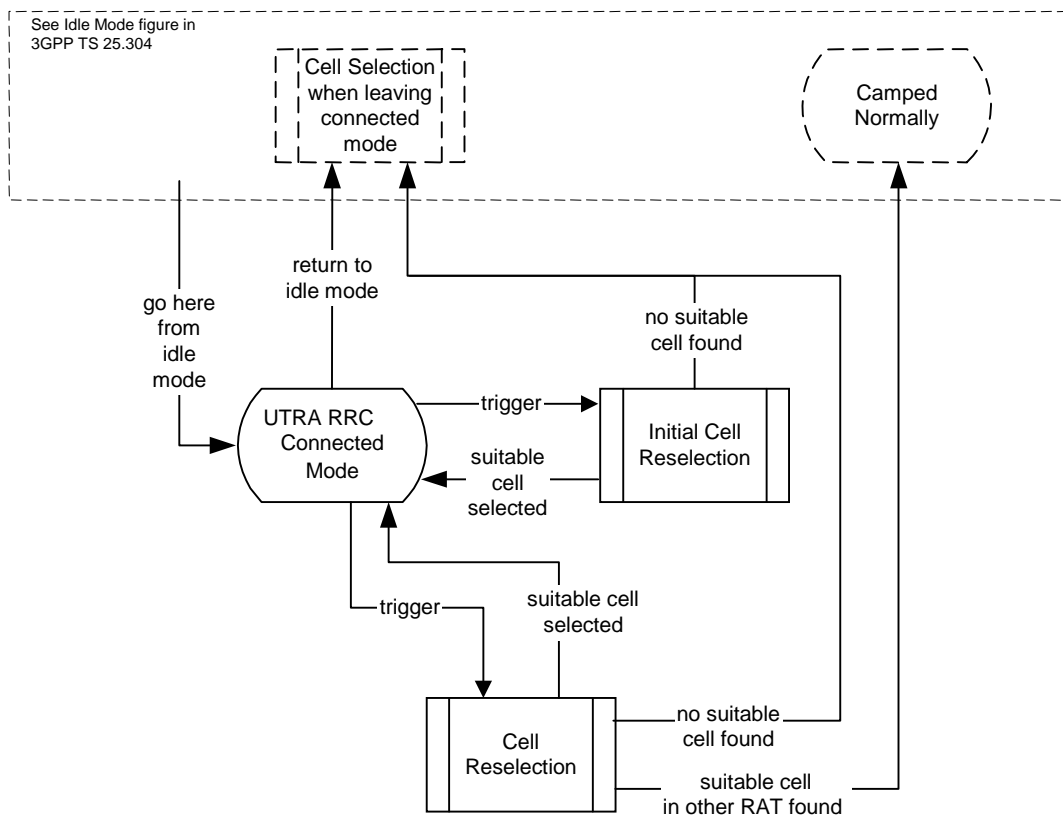 See Idle Mode figure in
3GPP TS 25.304
Cell Selection
when leaving
connected
mode
Camped
Normally
return to
idle mode
go here
from
idle
mode
no suitable
cell found
UTRA RRC
Connected
Mode
trigger
Initial Cell
Reselection
suitable
cell
selected
trigger
suitable cell
selected
Cell
Reselection
no suitable
cell found
suitable cell
in other RAT found